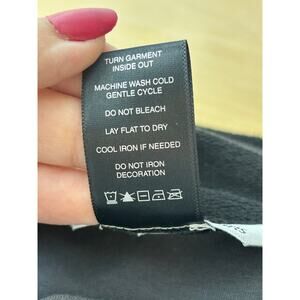 TURN GARMENT
INSIDE OUT
MACHINE WASH COLD
GENTLE CYCLE
DO NOT BLEACH
LAY FLAT TO DRY
COOL IRON IF NEEDED
DO NOT IRON
DECORATION